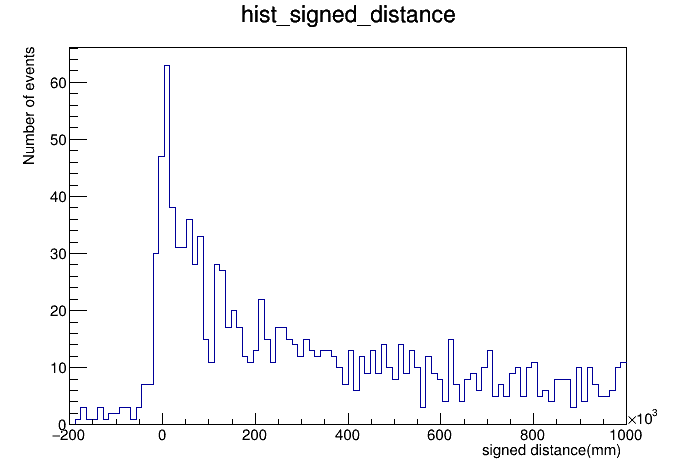 hist_signed_distance
Number of events
60
50
40
30
20
10
0
−200 0 200 400 600 800 1000
×10³
signed distance(mm)